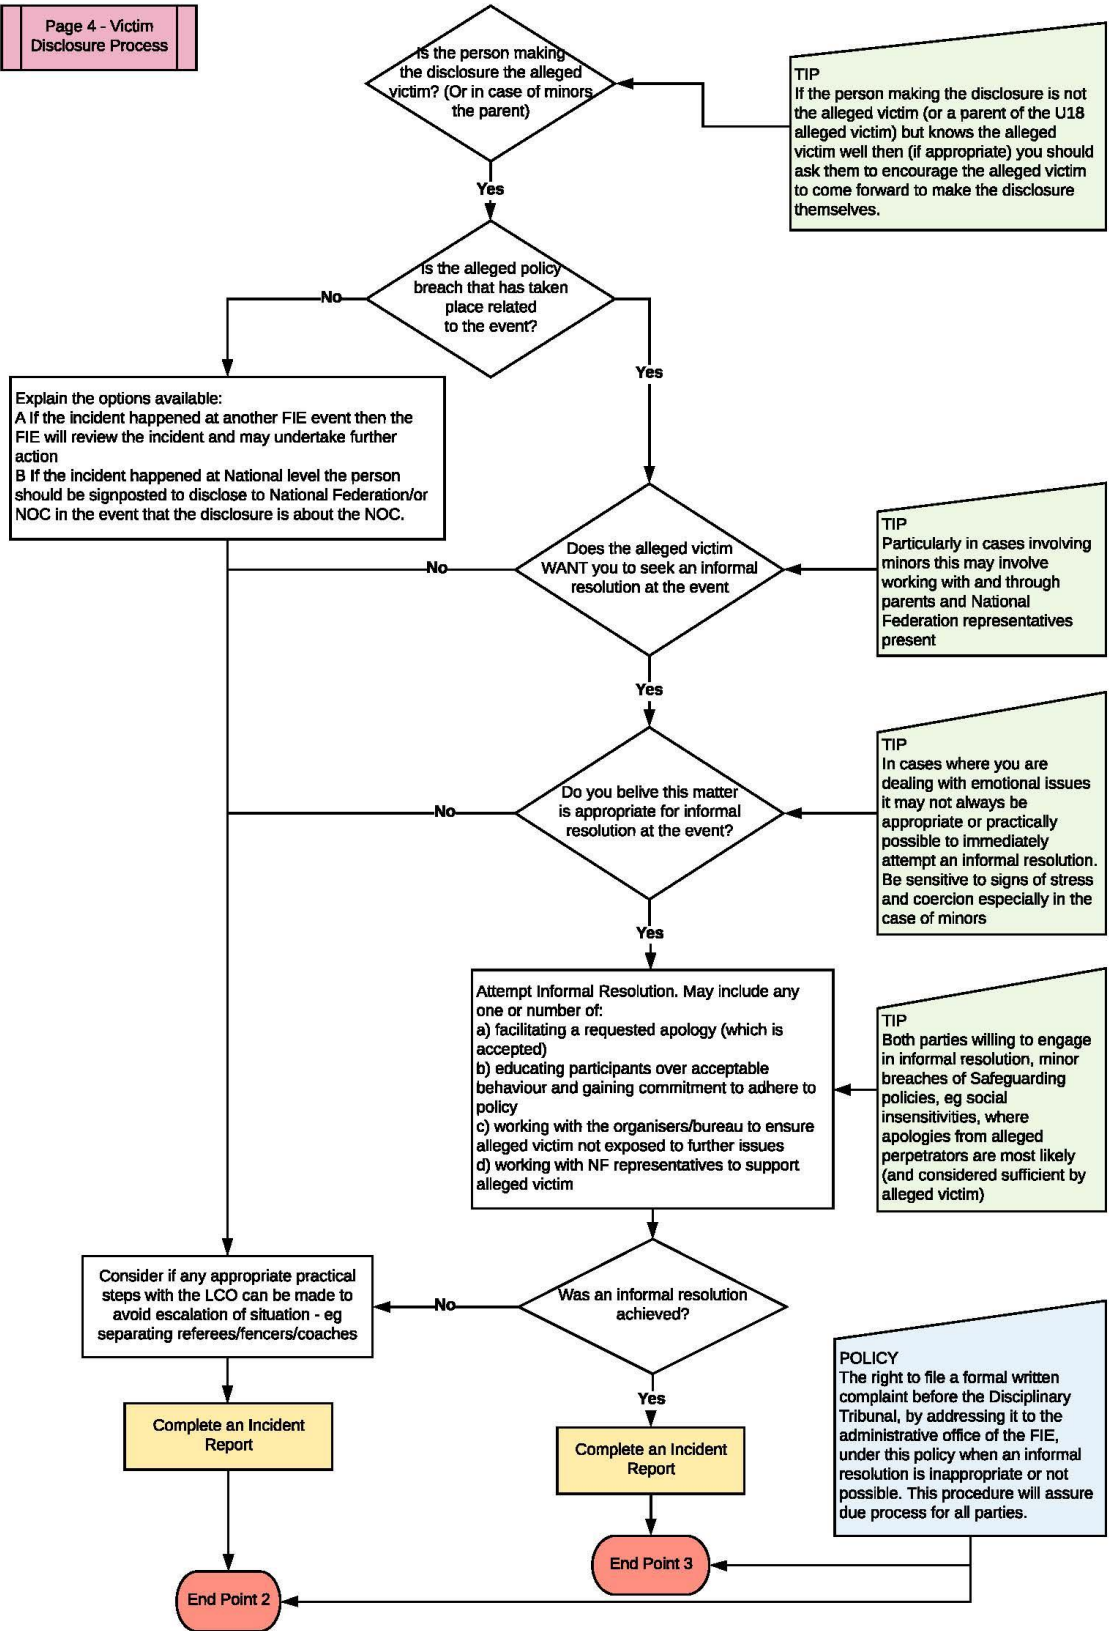 Page 4 - Victim
Disclosure Process
Is the person making
the disclosure the alleged
victim? (Or in case of minors
the parent)
TIP
If the person making the disclosure is not
the alleged victim (or a parent of the U18
alleged victim) but knows the alleged
victim well then (if appropriate) you should
ask them to encourage the alleged victim
to come forward to make the disclosure
themselves.
Yes
Is the alleged policy
breach that has taken
place related
to the event?
No
Yes
Explain the options available:
A If the incident happened at another FIE event then the
FIE will review the incident and may undertake further
action
B If the incident happened at National level the person
should be signposted to disclose to National Federation/or
NOC in the event that the disclosure is about the NOC.
Does the alleged victim
WANT you to seek an informal
resolution at the event
No
TIP
Particularly in cases involving
minors this may involve
working with and through
parents and National
Federation representatives
present
Yes
Do you belive this matter
is appropriate for informal
resolution at the event?
No
TIP
In cases where you are
dealing with emotional issues
it may not always be
appropriate or practically
possible to immediately
attempt an informal resolution.
Be sensitive to signs of stress
and coercion especially in the
case of minors
Yes
Attempt Informal Resolution. May include any
one or number of:
a) facilitating a requested apology (which is
accepted)
b) educating participants over acceptable
behaviour and gaining commitment to adhere to
policy
c) working with the organisers/bureau to ensure
alleged victim not exposed to further issues
d) working with NF representatives to support
alleged victim
TIP
Both parties willing to engage
in informal resolution, minor
breaches of Safeguarding
policies, eg social
insensitivities, where
apologies from alleged
perpetrators are most likely
(and considered sufficient by
alleged victim)
Consider if any appropriate practical
steps with the LCO can be made to
avoid escalation of situation - eg
separating referees/fencers/coaches
No
Was an informal resolution
achieved?
Yes
POLICY
The right to file a formal written
complaint before the Disciplinary
Tribunal, by addressing it to the
administrative office of the FIE,
under this policy when an informal
resolution is inappropriate or not
possible. This procedure will assure
due process for all parties.
Complete an Incident
Report
Complete an Incident
Report
End Point 3
End Point 2